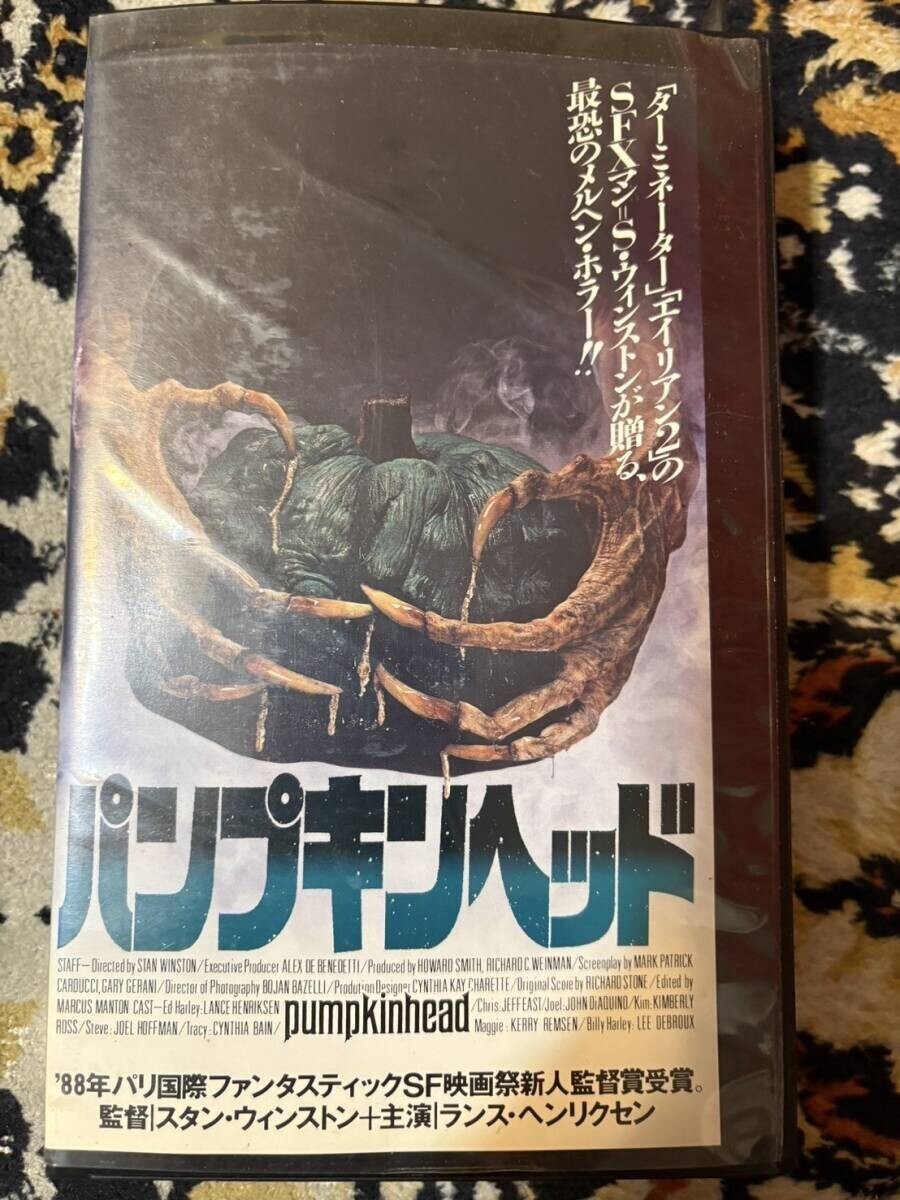 「ターミネーター」「エイリアン2」の
SFXマン=S・ウィンストンが贈る、
最恐のメルヘン・ホラー!!
パンプキンヘッド
STAFF—Directed by STAN WINSTON/Executive Producer ALEX DE BENEDETTI/Produced by HOWARD SMITH, RICHARD C. WEINMAN/Screenplay by MARK PATRICK
CARDUCCI, GARY GERANI/Director of Photography BOJAN BAZELLI/Prodution Designer CYNTHIA KAY CHARETTE/Original Score by RICHARD STONE/Edited by
MARCUS MANTON CAST—Ed Harley: LANCE HENRIKSEN pumpkinhead /Chris: JEFF EAST/Joel: JOHN DiAQUINO/Kim: KIMBERLY
ROSS/Steve: JOEL HOFFMAN/Tracy: CYNTHIA BAIN/ Maggie: KERRY REMSEN/Billy Harley: LEE DEBROUX
'88年パリ国際ファンタスティックSF映画祭新人監督賞受賞。
監督|スタン・ウィンストン+主演|ランス・ヘンリクセン